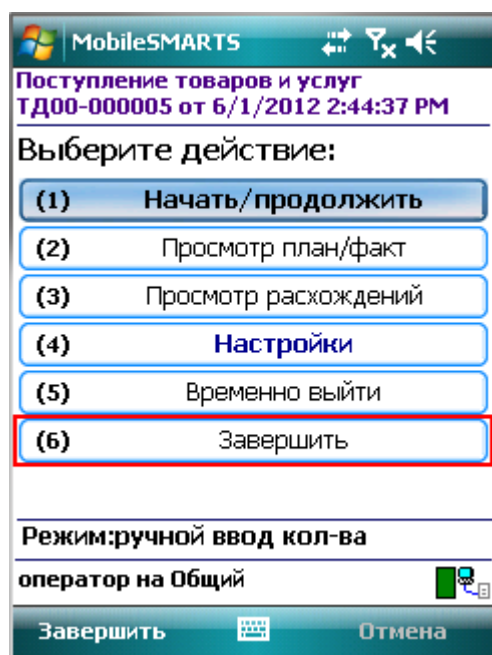 MobileSMARTS
Поступление товаров и услуг
ТД00-000005 от 6/1/2012 2:44:37 PM
Выберите действие:
(1) Начать/продолжить
(2) Просмотр план/факт
(3) Просмотр расхождений
(4) Настройки
(5) Временно выйти
(6) Завершить
Режим:ручной ввод кол-ва
оператор на Общий
Завершить Отмена